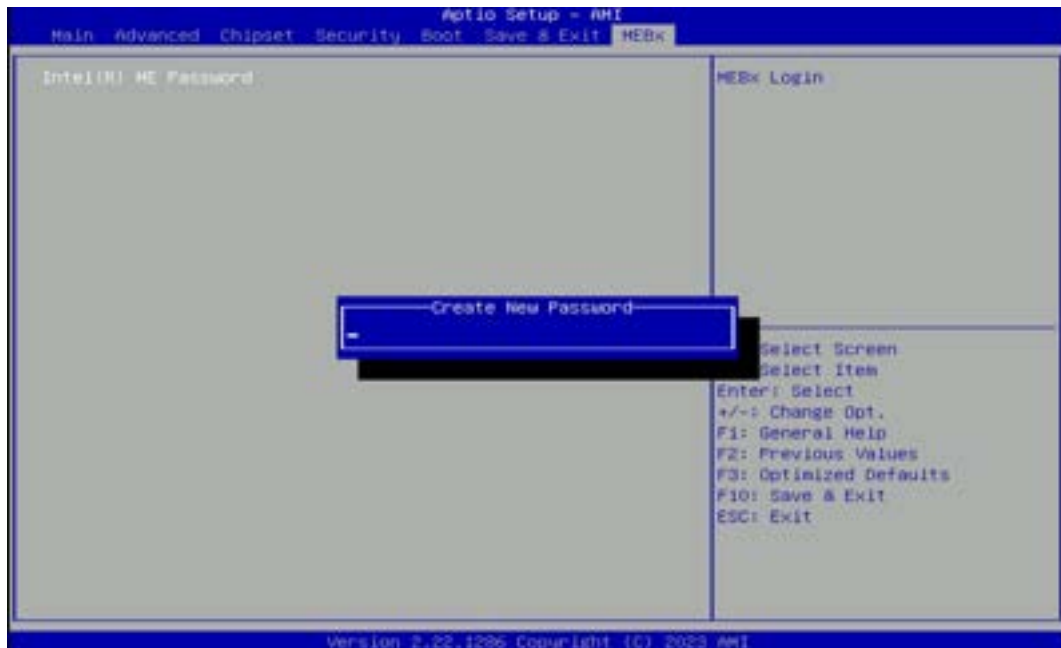 Aptio Setup - AMI
Main Advanced Chipset Security Boot Save & Exit MEBx
Intel(R) ME Password
MEBx Login
Create New Password
Select Screen
Select Item
Enter: Select
+/-: Change Opt.
F1: General Help
F2: Previous Values
F3: Optimized Defaults
F10: Save & Exit
ESC: Exit
Version 2.22.1286 Copyright (C) 2023 AMI